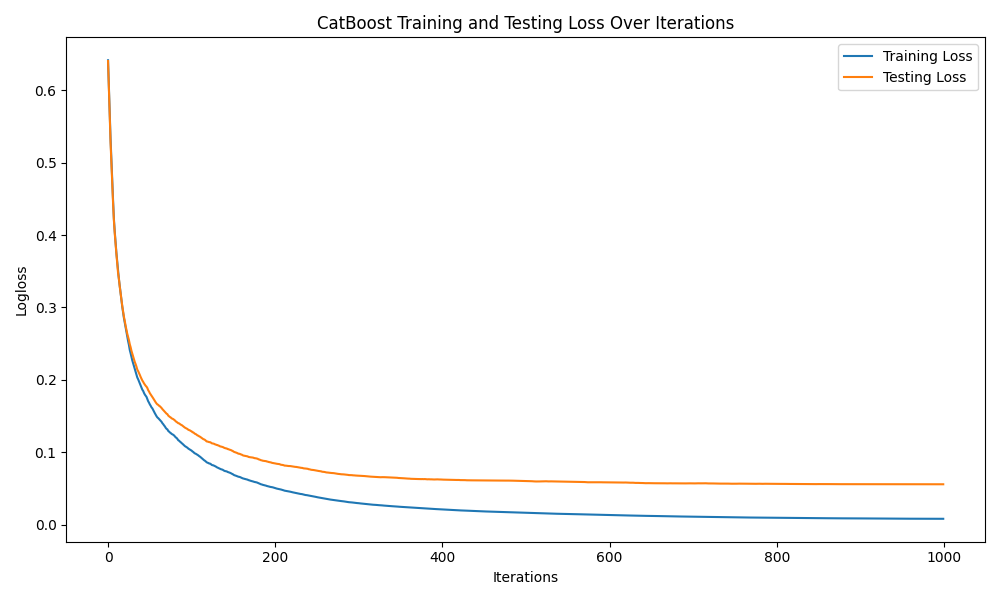 CatBoost Training and Testing Loss Over Iterations
Training Loss
Testing Loss
0.6
0.5
0.4
0.3
0.2
0.1
0.0
Logloss
0 200 400 600 800 1000
Iterations